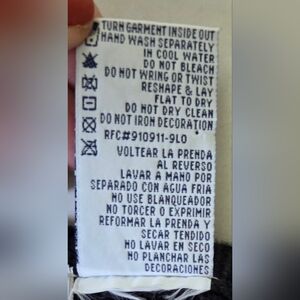 TURN GARMENT INSIDE OUT
HAND WASH SEPARATELY
IN COOL WATER
DO NOT BLEACH
DO NOT WRING OR TWIST
RESHAPE & LAY
FLAT TO DRY
DO NOT DRY CLEAN
DO NOT IRON DECORATION
RFC#910911-9L0
VOLTEAR LA PRENDA
AL REVERSO
LAVAR A MANO POR
SEPARADO CON AGUA FRIA
NO USE BLANQUEADOR
NO TORCER O EXPRIMIR
REFORMAR LA PRENDA Y
SECAR TENDIDO
NO LAVAR EN SECO
NO PLANCHAR LAS
DECORACIONES